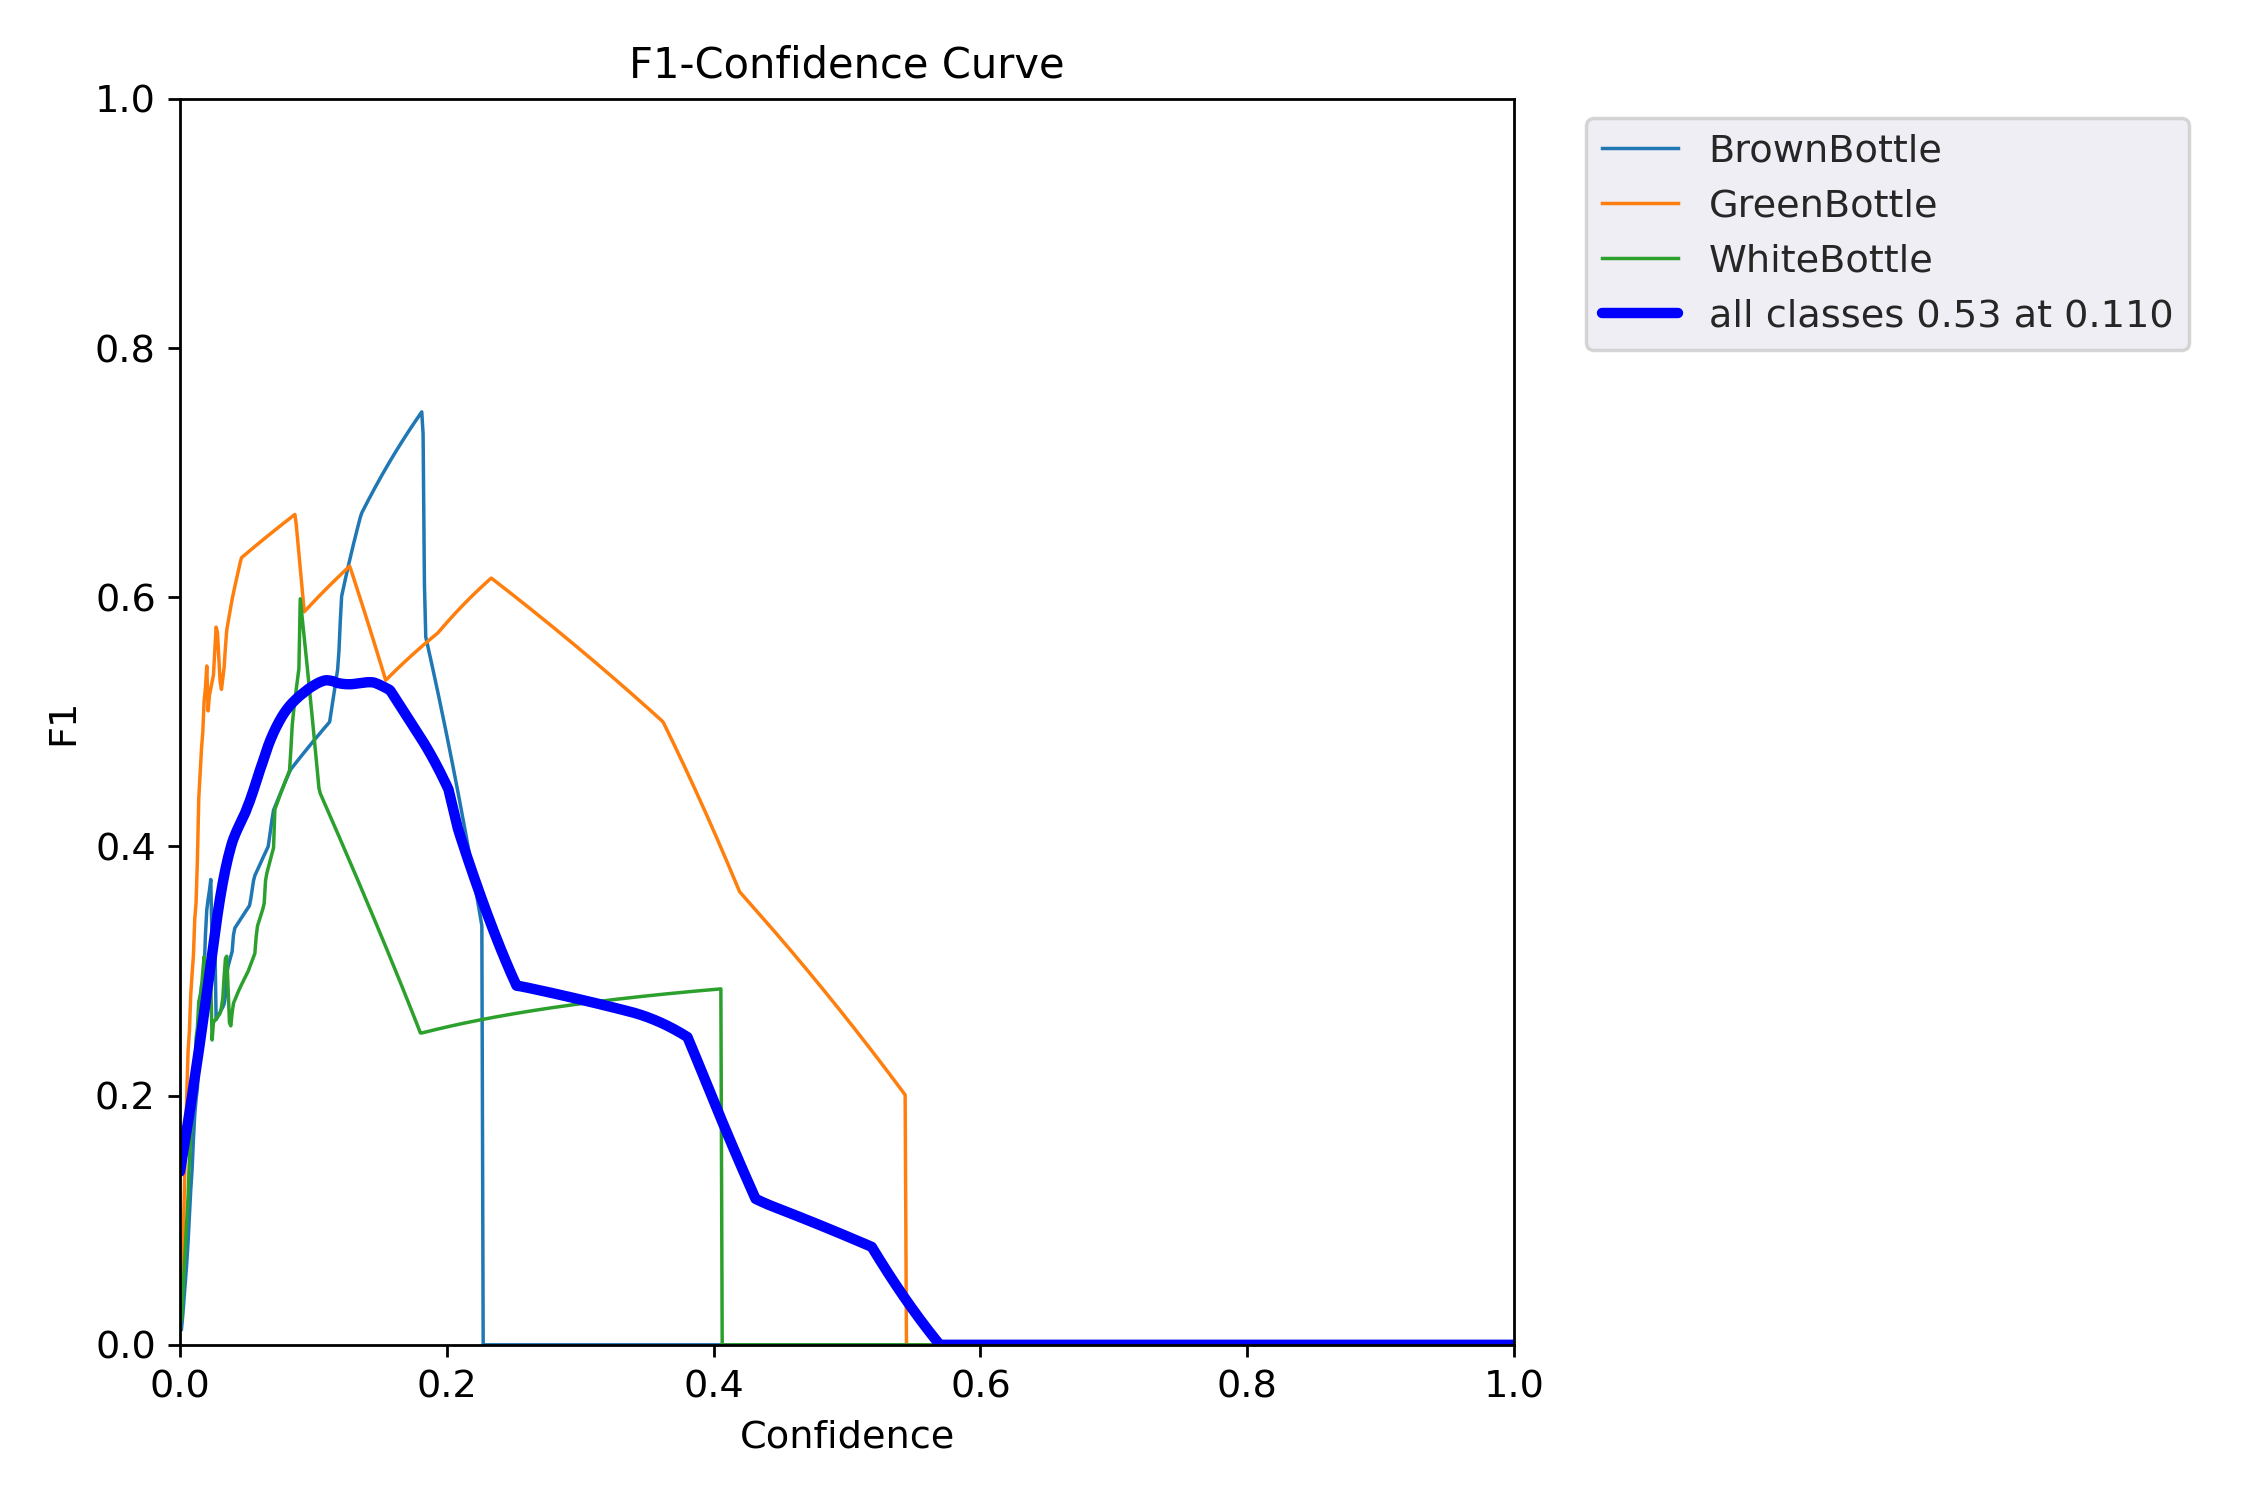 F1-Confidence Curve
1.0
0.8
0.6
0.4
0.2
0.0
F1
0.0 0.2 0.4 0.6 0.8 1.0
Confidence
BrownBottle
GreenBottle
WhiteBottle
all classes 0.53 at 0.110